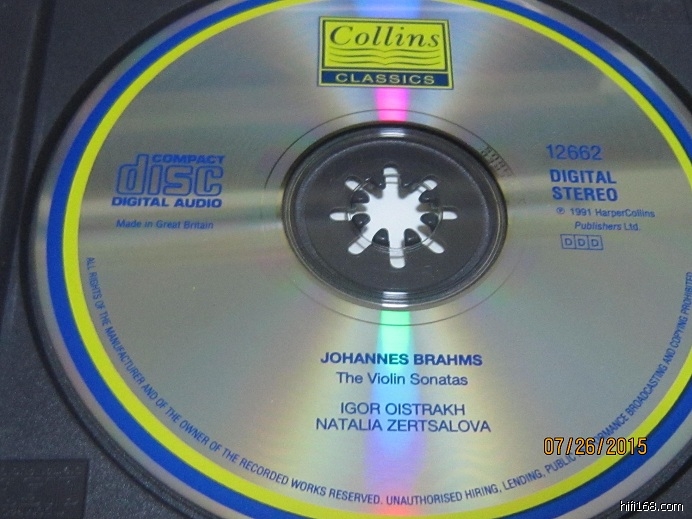 Collins
CLASSICS
COMPACT
disc
DIGITAL AUDIO
Made in Great Britain
12662
DIGITAL
STEREO
℗ 1991 HarperCollins
Publishers Ltd.
DDD
JOHANNES BRAHMS
The Violin Sonatas
IGOR OISTRAKH
NATALIA ZERTSALOVA
ALL RIGHTS OF THE MANUFACTURER AND OF THE OWNER OF THE RECORDED WORKS RESERVED. UNAUTHORISED HIRING, LENDING, PUBLIC PERFORMANCE BROADCASTING AND COPYING PROHIBITED
07/26/2015
hifi168.com